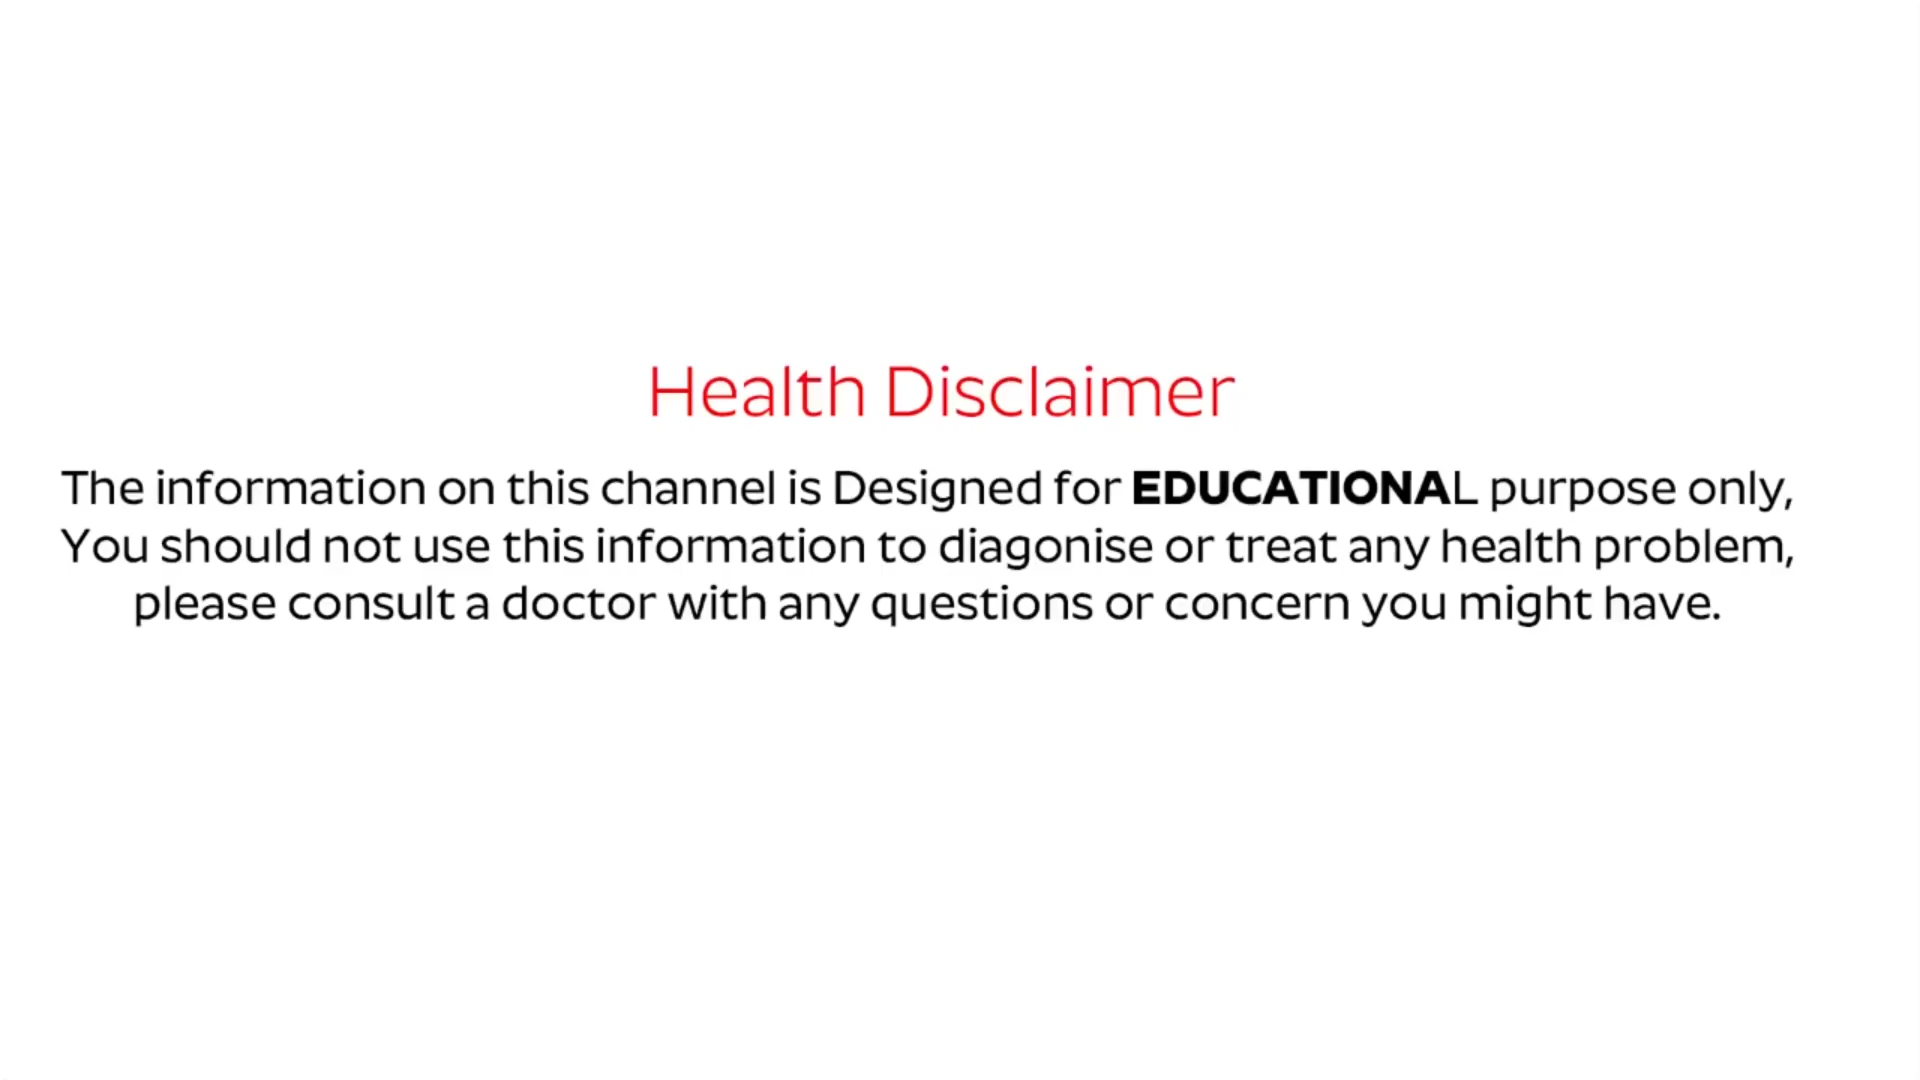 Health Disclaimer
The information on this channel is Designed for EDUCATIONAL purpose only,
You should not use this information to diagonise or treat any health problem,
please consult a doctor with any questions or concern you might have.